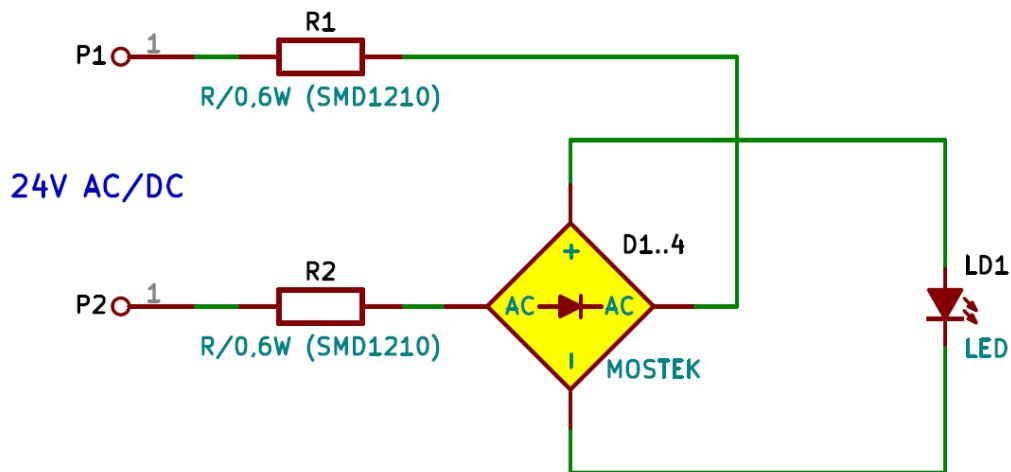 R1
P1 1
R/0,6W (SMD1210)
24V AC/DC
+ D1..4
R2 LD1
P2 1 AC AC
R/0,6W (SMD1210) LED
- MOSTEK